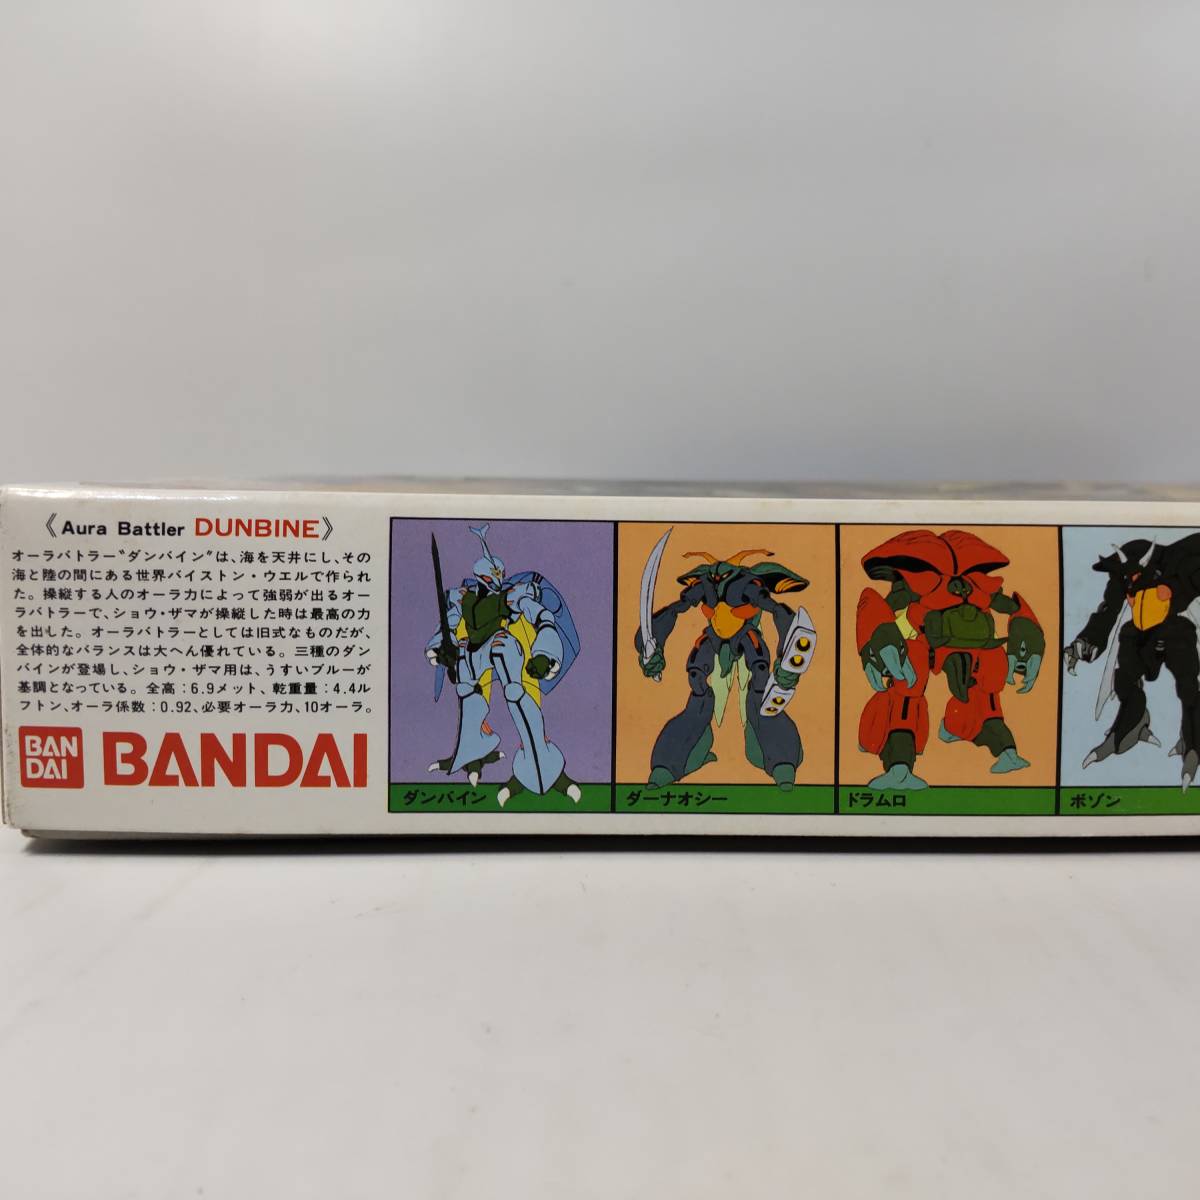 《Aura Battler DUNBINE》
オーラバトラー“ダンバイン”は、海を天井にし、その
海と陸の間にある世界バイストン・ウエルで作られ
た。操縦する人のオーラ力によって強弱が出るオー
ラバトラーで、ショウ・ザマが操縦した時は最高の力
を出した。オーラバトラーとしては旧式なものだが、
全体的なバランスは大へん優れている。三種のダン
バインが登場し、ショウ・ザマ用は、うすいブルーが
基調となっている。全高:6.9メット、乾重量:4.4ル
フトン、オーラ係数:0.92、必要オーラ力、10オーラ。
BAN
DAI
BANDAI
ダンバイン
ダーナオシー
ドラムロ
ボゾン